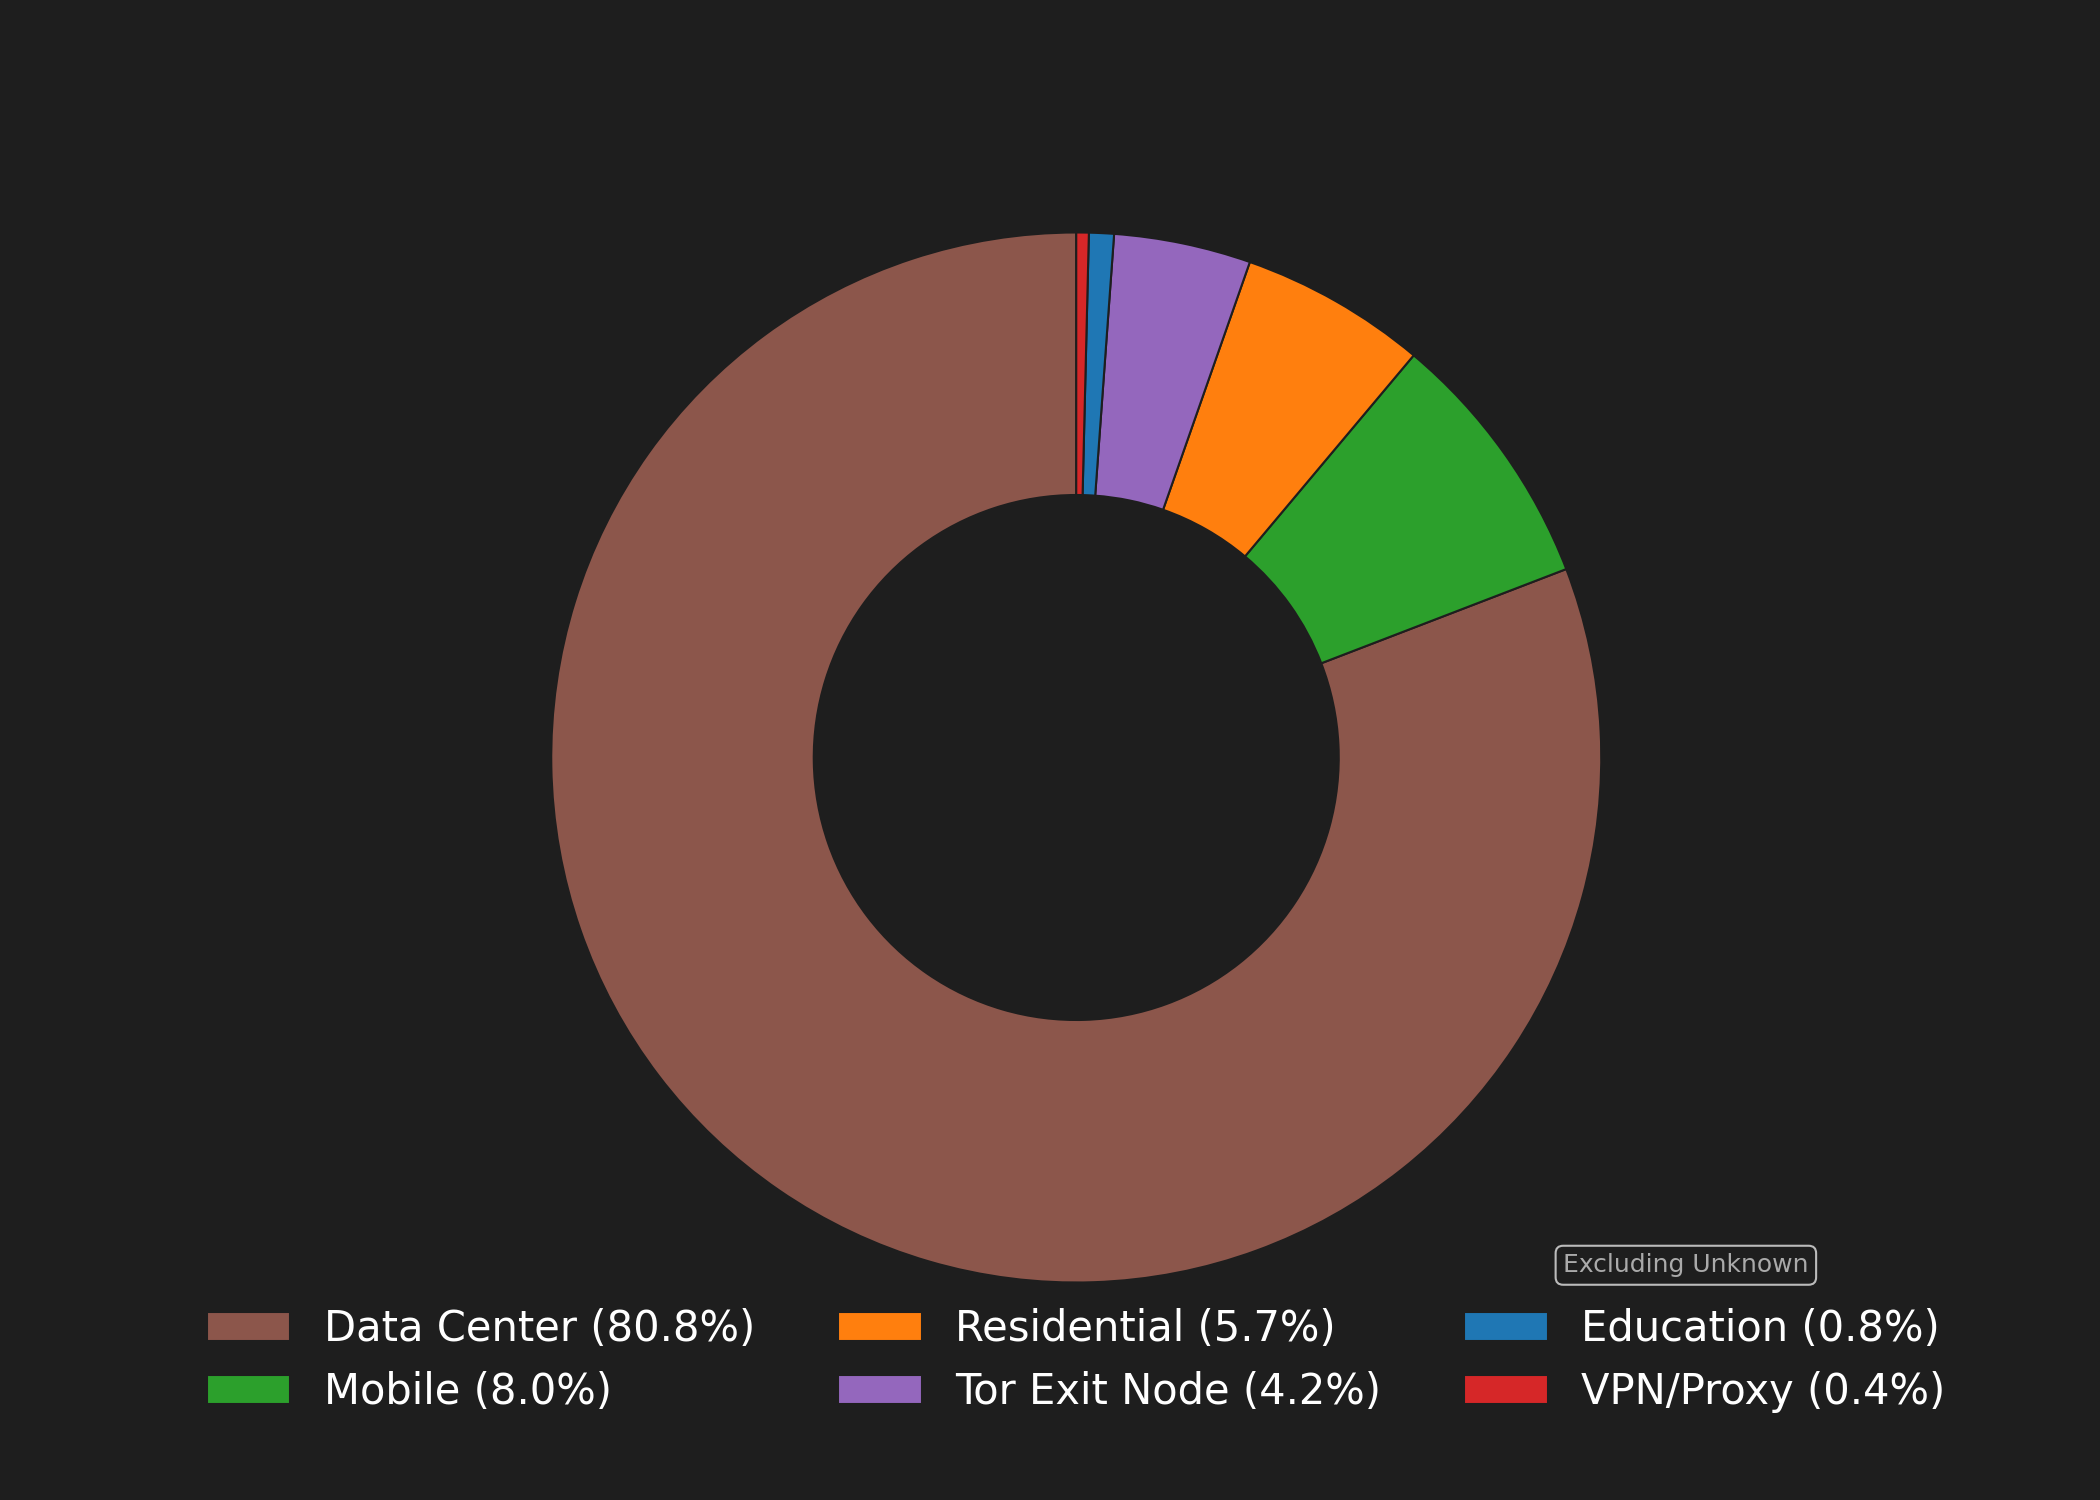 Excluding Unknown
Data Center (80.8%)
Mobile (8.0%)
Residential (5.7%)
Tor Exit Node (4.2%)
Education (0.8%)
VPN/Proxy (0.4%)